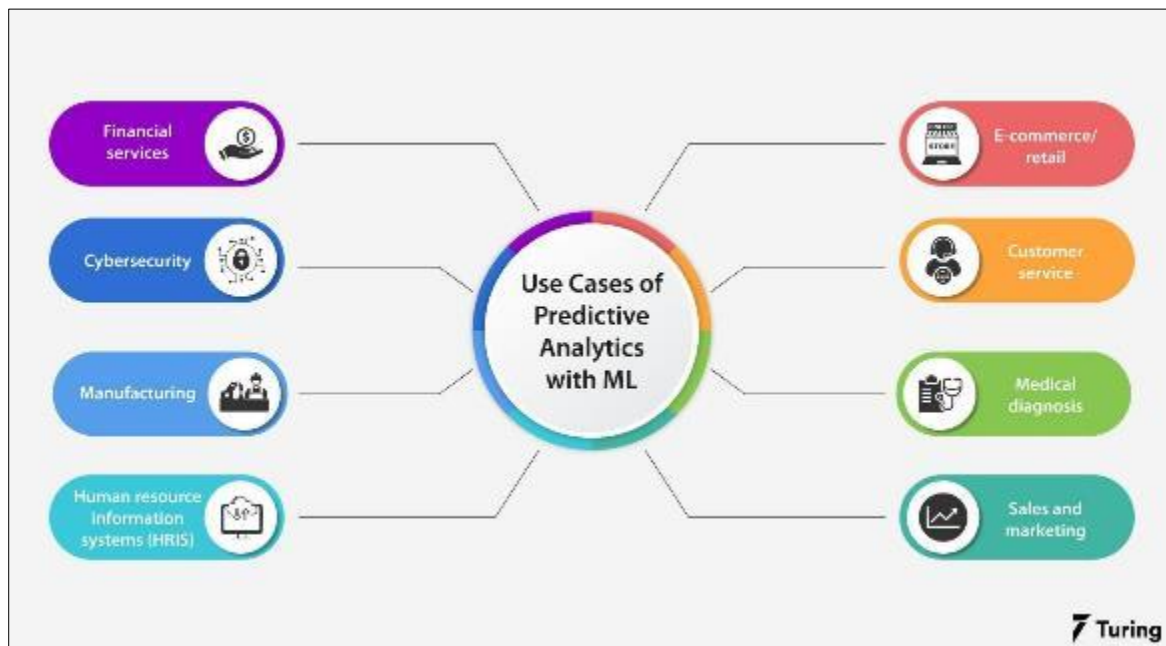 Financial
services
Cybersecurity
Manufacturing
Human resource
Information
systems (HRIS)
Use Cases of
Predictive
Analytics
with ML
STORE
E-commerce/
retail
Customer
service
Medical
diagnosis
Sales and
marketing
Turing